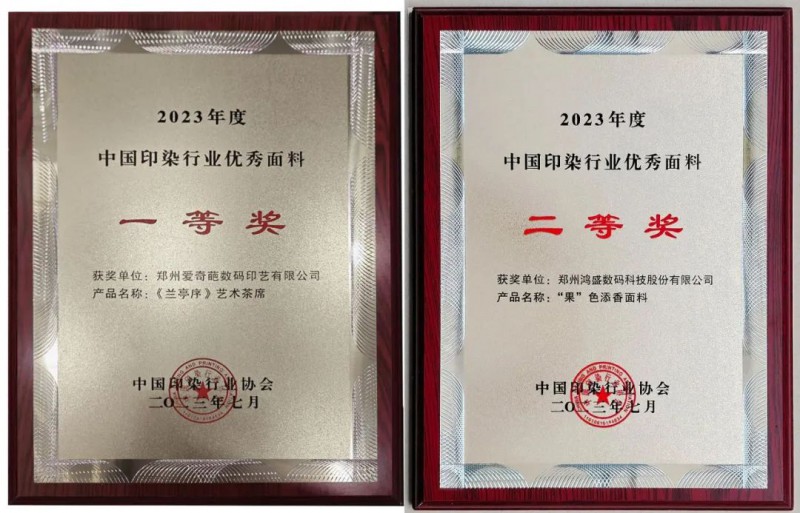 2023年度
中国印染行业优秀面料
一等奖
获奖单位：郑州爱奇葩数码印艺有限公司
产品名称：《兰亭序》艺术茶席
中国印染行业协会
二〇二三年七月
2023年度
中国印染行业优秀面料
二等奖
获奖单位：郑州鸿盛数码科技股份有限公司
产品名称：“果”色添香面料
中国印染行业协会
二〇二三年七月